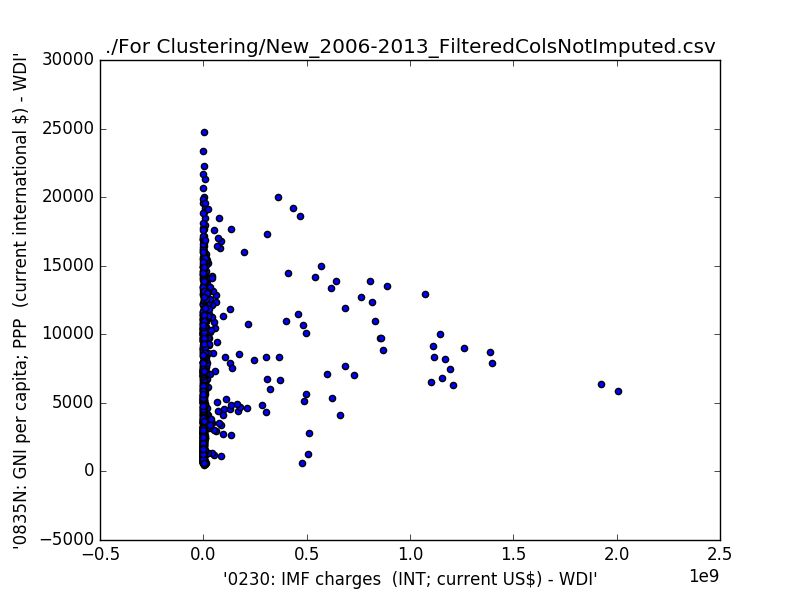 ./For Clustering/New_2006-2013_FilteredColsNotImputed.csv
30000
25000
20000
15000
10000
5000
0
−5000
'0835N: GNI per capita; PPP  (current international $) - WDI'
−0.5 0.0 0.5 1.0 1.5 2.0 2.5
1e9
'0230: IMF charges  (INT; current US$) - WDI'